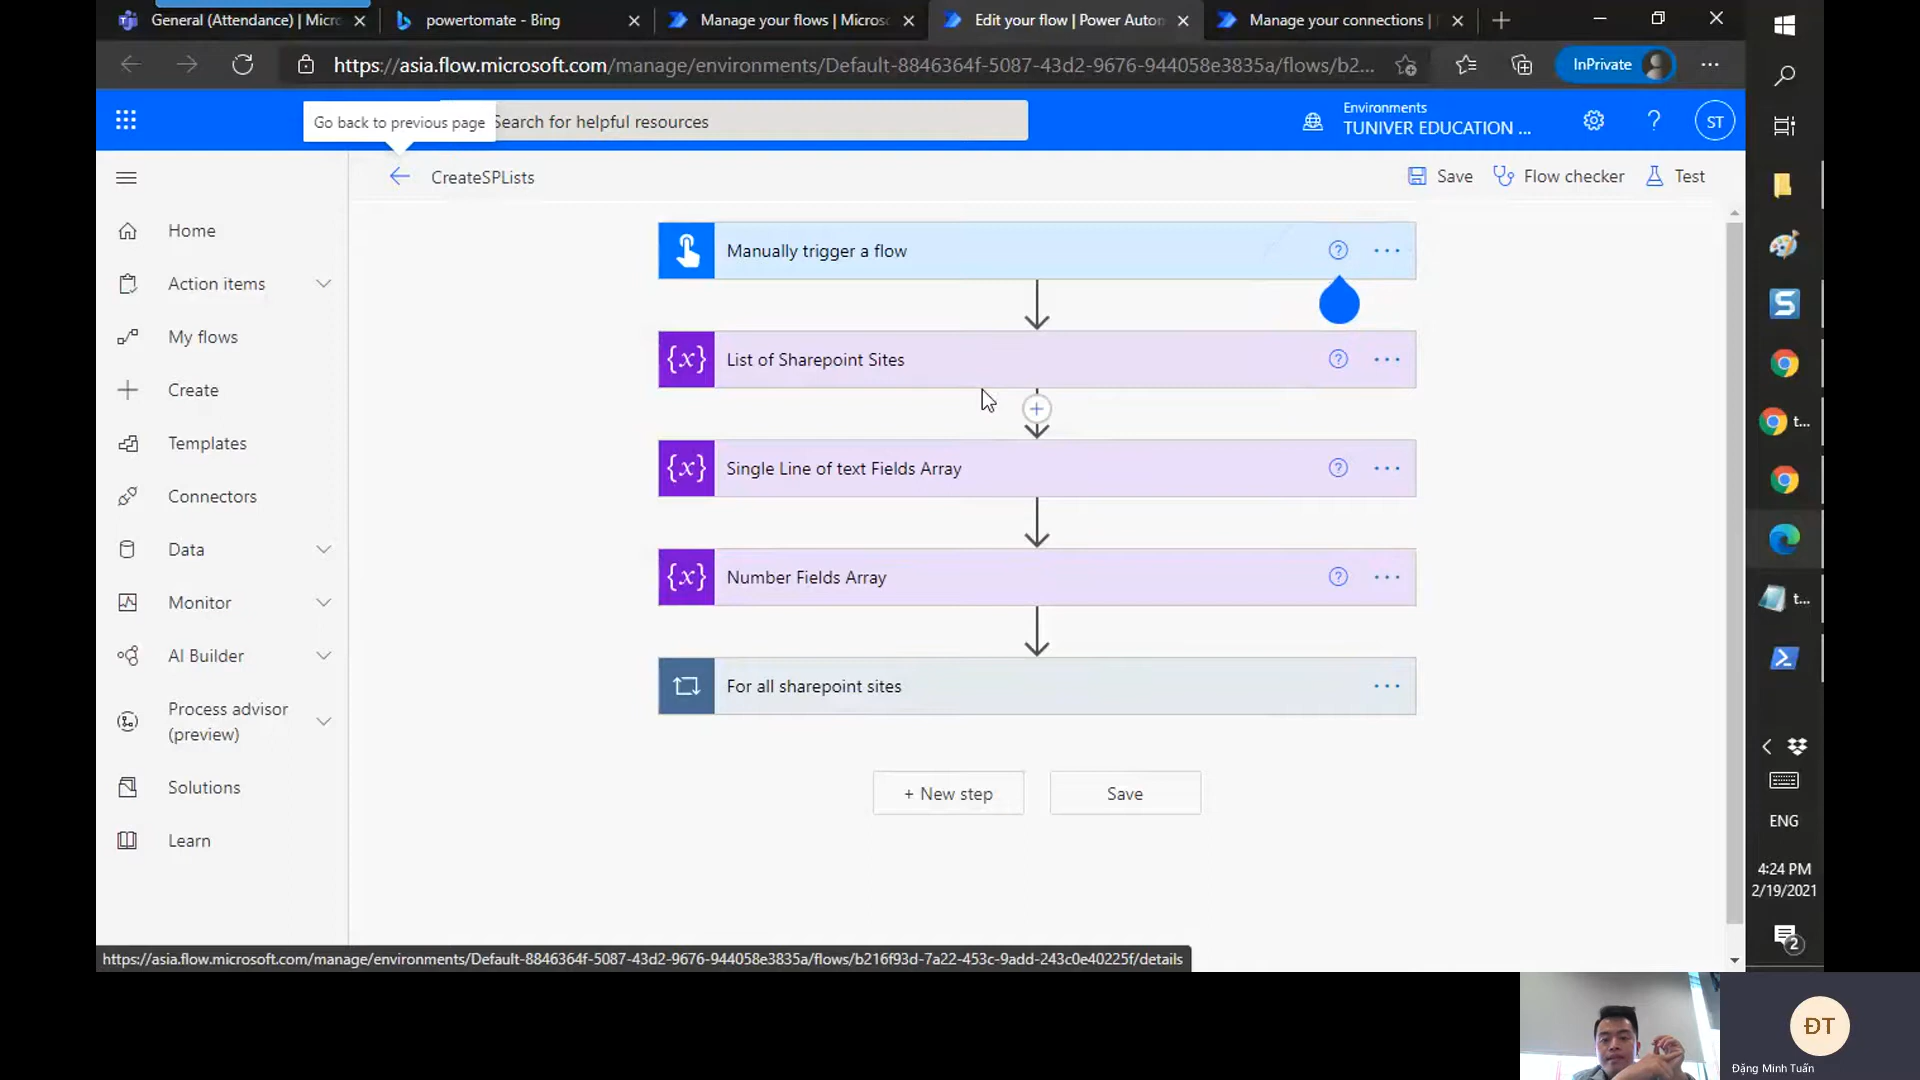 General (Attendance) | Micro
powertomate - Bing
Manage your flows | Microso
Edit your flow | Power Autom
Manage your connections |
https://asia.flow.microsoft.com/manage/environments/Default-8846364f-5087-43d2-9676-944058e3835a/flows/b2...
InPrivate
Go back to previous page
Search for helpful resources
Environments
TUNIVER EDUCATION ...
?
ST
CreateSPLists
Save
Flow checker
Test
Home
Action items
My flows
Create
Templates
Connectors
Data
Monitor
AI Builder
Process advisor
(preview)
Solutions
Learn
Manually trigger a flow
{x} List of Sharepoint Sites
{x} Single Line of text Fields Array
{x} Number Fields Array
For all sharepoint sites
+ New step
Save
https://asia.flow.microsoft.com/manage/environments/Default-8846364f-5087-43d2-9676-944058e3835a/flows/b216f93d-7a22-453c-9add-243c0e40225f/details
t...
t...
ENG
4:24 PM
2/19/2021
2
ĐT
Đặng Minh Tuấn